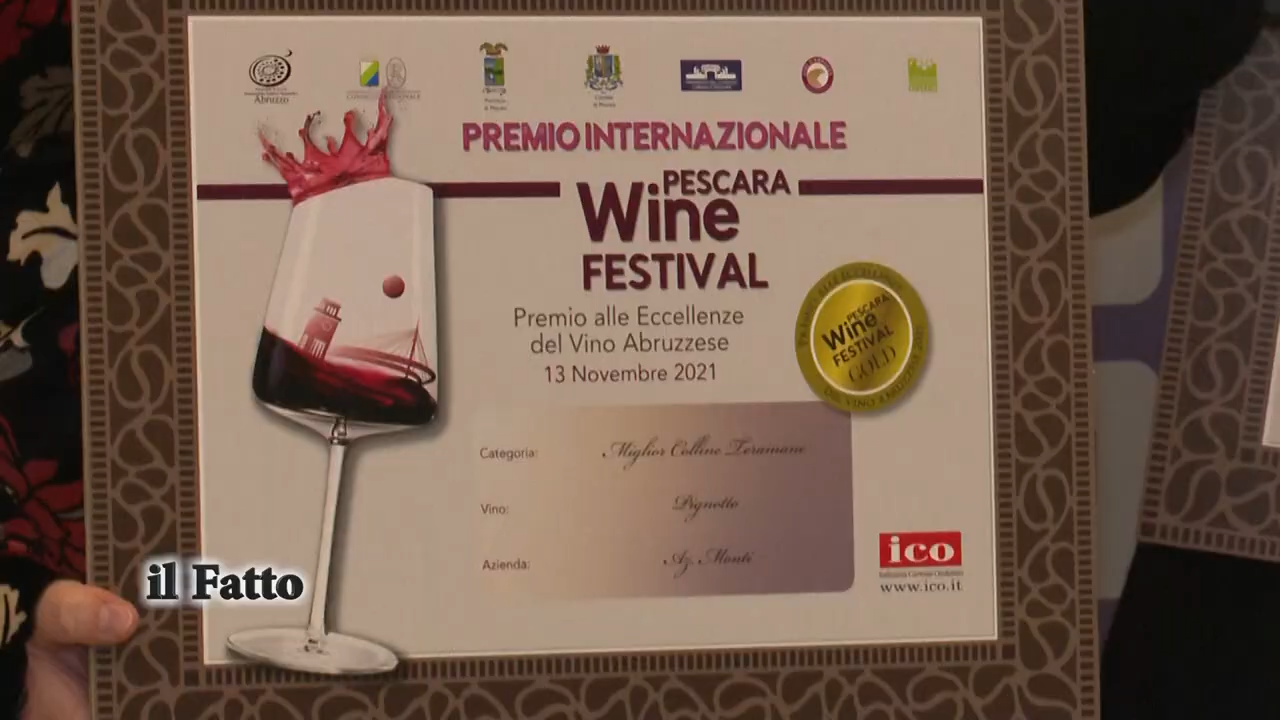 Abruzzo
PREMIO INTERNAZIONALE
PESCARA
Wine
FESTIVAL
Premio alle Eccellenze
del Vino Abruzzese
13 Novembre 2021
PESCARA
Wine
FESTIVAL
GOLD
Categoria: Miglior Colline Teramane
Vino: Pignotto
Azienda: Az. Monti
ico
www.ico.it
il Fatto